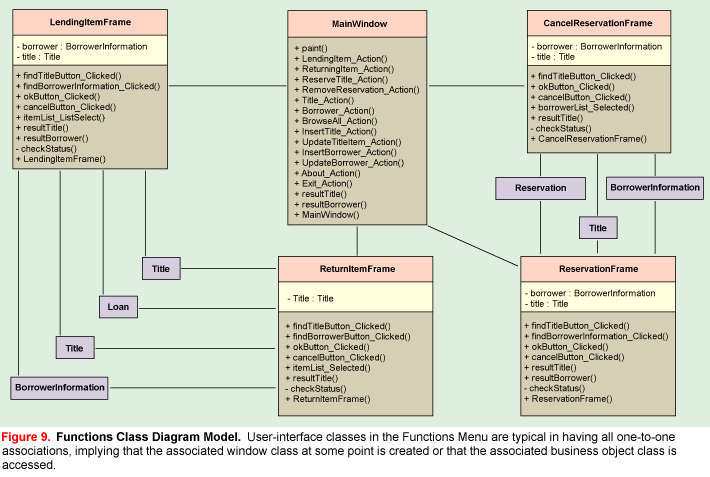 LendingItemFrame
- borrower : BorrowerInformation
- title : Title
+ findTitleButton_Clicked()
+ findBorrowerInformation_Clicked()
+ okButton_Clicked()
+ cancelButton_Clicked()
+ itemList_ListSelect()
+ resultTitle()
+ resultBorrower()
- checkStatus()
+ LendingItemFrame()
MainWindow
+ paint()
+ LendingItem_Action()
+ ReturningItem_Action()
+ ReserveTitle_Action()
+ RemoveReservation_Action()
+ Title_Action()
+ Borrower_Action()
+ BrowseAll_Action()
+ InsertTitle_Action()
+ UpdateTitleItem_Action()
+ InsertBorrower_Action()
+ UpdateBorrower_Action()
+ About_Action()
+ Exit_Action()
+ resultTitle()
+ resultBorrower()
+ MainWindow()
CancelReservationFrame
- borrower : BorrowerInformation
- title : Title
+ findTitleButton_Clicked()
+ okButton_Clicked()
+ cancelButton_Clicked()
+ borrowerList_Selected()
+ resultTitle()
- checkStatus()
+ CancelReservationFrame()
Reservation
BorrowerInformation
Title
Title
Loan
Title
BorrowerInformation
ReturnItemFrame
- Title : Title
+ findTitleButton_Clicked()
+ findBorrowerButton_Clicked()
+ okButton_Clicked()
+ cancelButton_Clicked()
+ itemList_Selected()
+ resultTitle()
- checkStatus()
+ ReturnItemFrame()
ReservationFrame
- borrower : BorrowerInformation
- title : Title
+ findTitleButton_Clicked()
+ findBorrowerInformation_Clicked()
+ okButton_Clicked()
+ cancelButton_Clicked()
+ resultTitle()
+ resultBorrower()
- checkStatus()
+ ReservationFrame()
Figure 9. Functions Class Diagram Model. User-interface classes in the Functions Menu are typical in having all one-to-one
associations, implying that the associated window class at some point is created or that the associated business object class is
accessed.